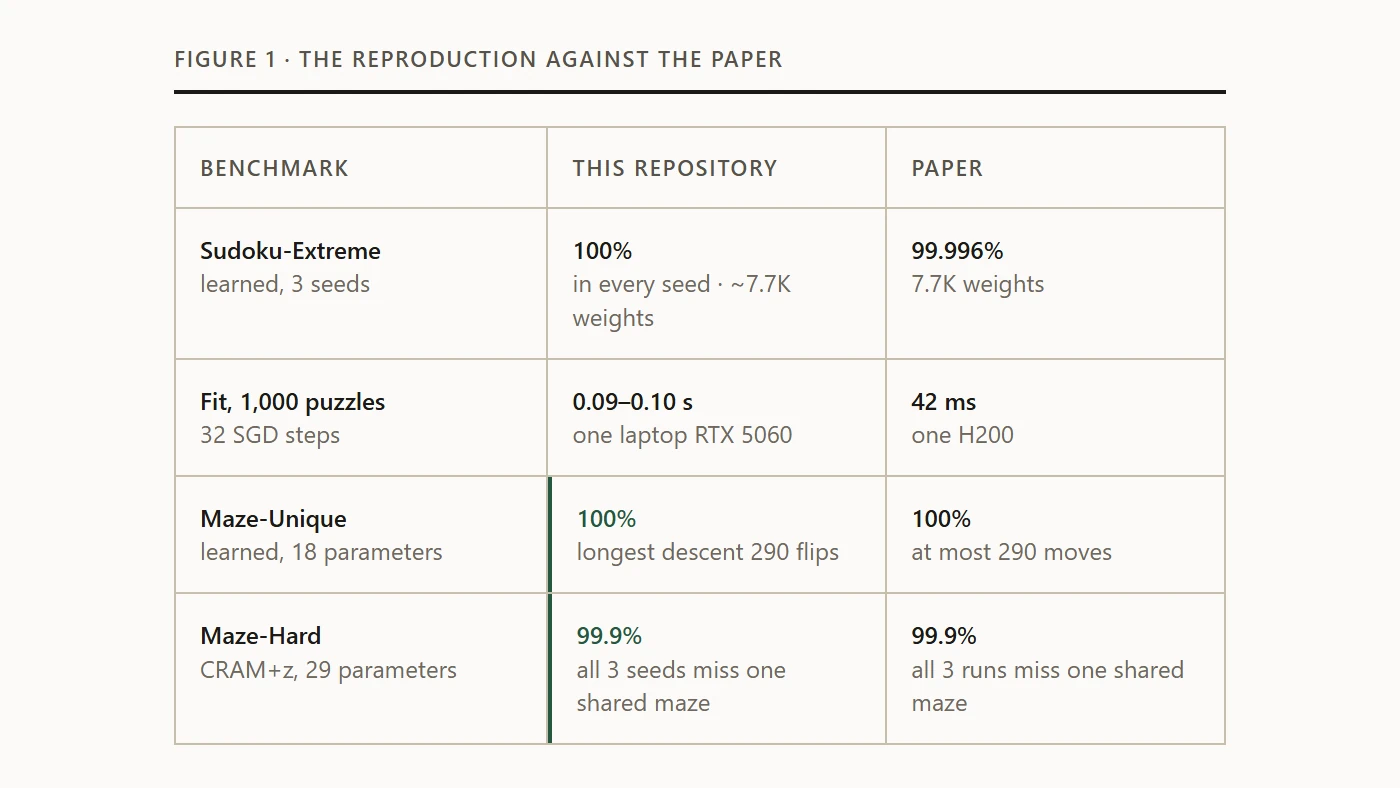 FIGURE 1 · THE REPRODUCTION AGAINST THE PAPER
BENCHMARK
THIS REPOSITORY
PAPER
Sudoku-Extreme
learned, 3 seeds
100%
in every seed · ~7.7K
weights
99.996%
7.7K weights
Fit, 1,000 puzzles
32 SGD steps
0.09–0.10 s
one laptop RTX 5060
42 ms
one H200
Maze-Unique
learned, 18 parameters
100%
longest descent 290 flips
100%
at most 290 moves
Maze-Hard
CRAM+z, 29 parameters
99.9%
all 3 seeds miss one
shared maze
99.9%
all 3 runs miss one shared
maze